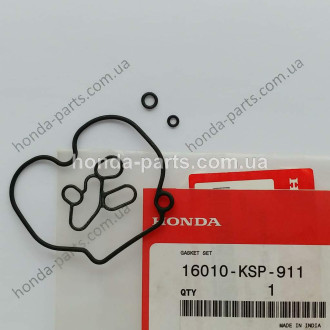 honda-parts.com.ua
honda-parts.com.ua
HONDA
GASKET SET
16010-KSP-911
QTY 1
MADE IN INDIA
honda-parts.com.ua